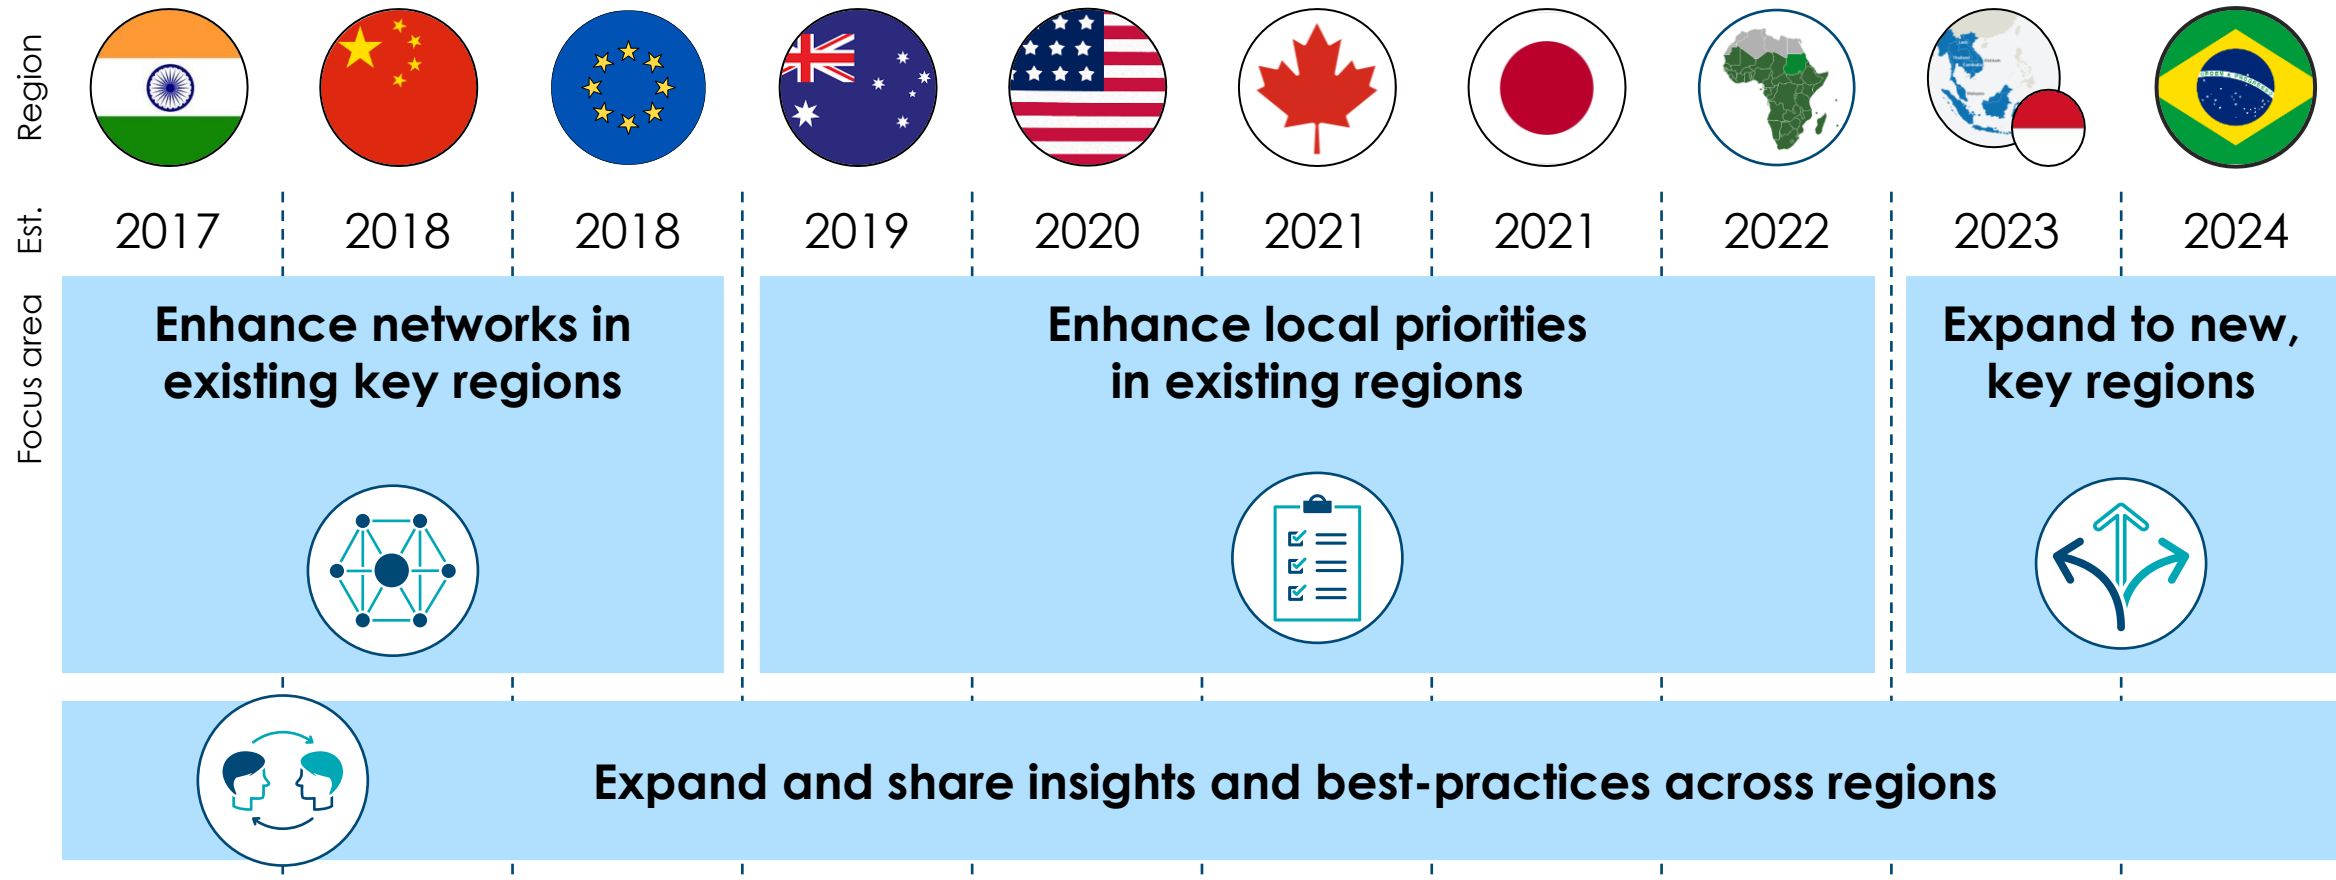 Region
Est.
2017
2018
2018
2019
2020
2021
2021
2022
2023
2024
Focus area
Enhance networks in
existing key regions
Enhance local priorities
in existing regions
Expand to new,
key regions
Expand and share insights and best-practices across regions